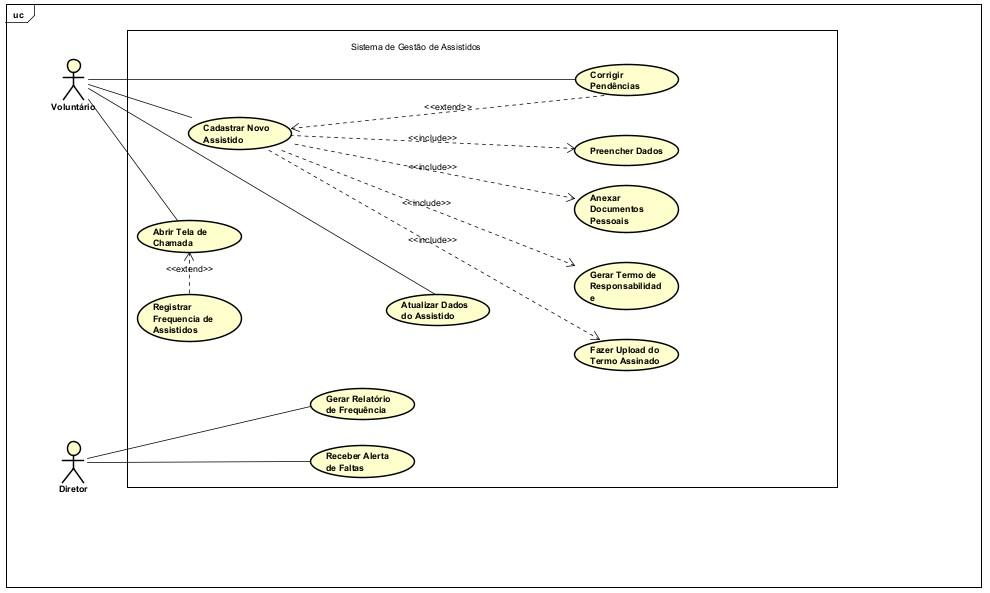 uc
Sistema de Gestão de Assistidos
Voluntário
Corrigir
Pendências
<<extend>>
Cadastrar Novo
Assistido
<<include>>
Preencher Dados
<<include>>
Anexar
Documentos
Pessoais
<<include>>
Abrir Tela de
Chamada
<<include>>
<<extend>>
Gerar Termo de
Responsabilidad
e
Registrar
Frequencia de
Assistidos
Atualizar Dados
do Assistido
Fazer Upload do
Termo Assinado
Gerar Relatório
de Frequência
Receber Alerta
de Faltas
Diretor